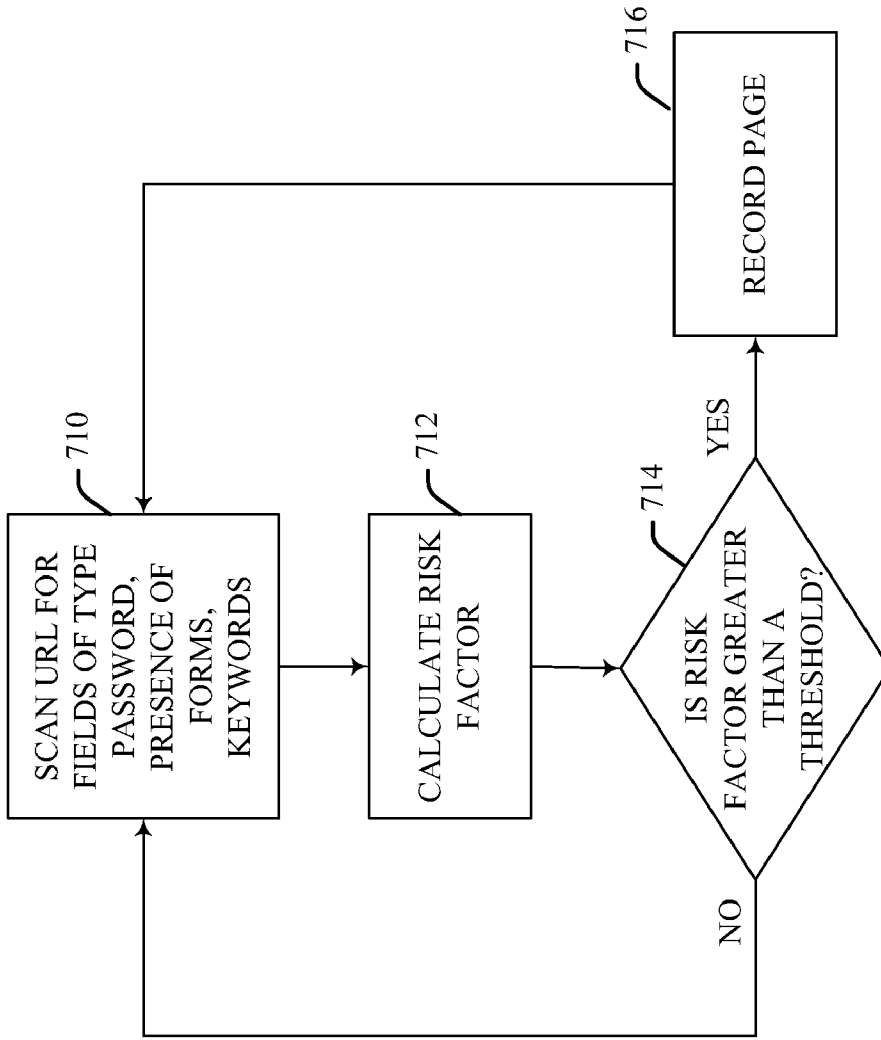 710
SCAN URL FOR
FIELDS OF TYPE
PASSWORD,
PRESENCE OF
FORMS,
KEYWORDS
712
CALCULATE RISK
FACTOR
714
IS RISK
FACTOR GREATER
THAN A
THRESHOLD?
NO
YES
716
RECORD PAGE